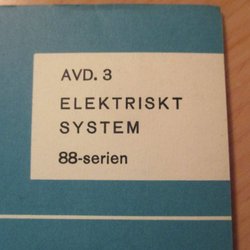 AVD. 3
ELEKTRISKT
SYSTEM
88-serien